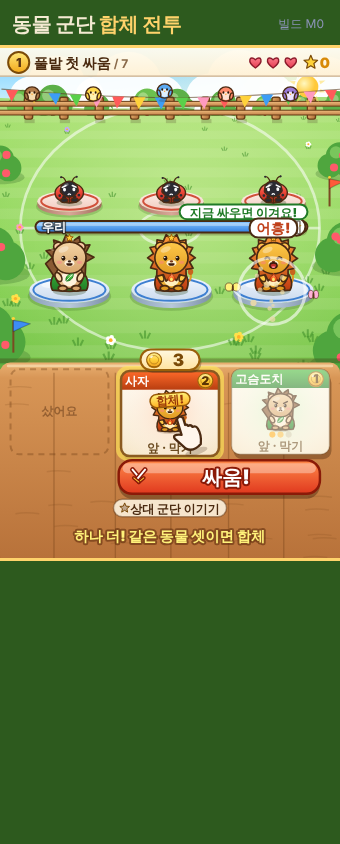 동물 군단 합체 전투
빌드 M0
1 풀밭 첫 싸움 / 7
0
지금 싸우면 이겨요!
우리
어흥!
3
샀어요
사자 2
합체!
앞 · 막기
고슴도치 1
앞 · 막기
싸움!
상대 군단 이기기
하나 더! 같은 동물 셋이면 합체